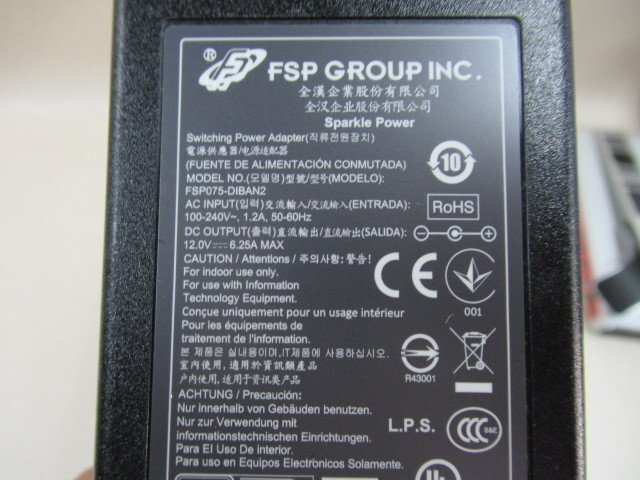 ® FSP GROUP INC.
全漢企業股份有限公司
全汉企业股份有限公司
Sparkle Power
Switching Power Adapter(직류전원장치)
電源供應器/电源适配器
(FUENTE DE ALIMENTACIÓN CONMUTADA)
MODEL NO.(모델명)型號/型号(MODELO):
FSP075-DIBAN2
10
AC INPUT(입력)交流輸入/交流输入(ENTRADA):
100-240V~, 1.2A, 50-60Hz
RoHS
DC OUTPUT(출력)直流輸出/直流输出(SALIDA):
12.0V⎓ 6.25A MAX
CAUTION / Attentions / 주의사항:警告!
For indoor use only.
For use with Information
Technology Equipment.
CE
001
Conçue uniquement pour un usage intérieur
Pour les équipements de
traitement de l'information.
본 제품은 실내용이며,IT제품에 사용하십시오.
室內使用, 適用於資訊類產品
户内使用, 适用于资讯类产品
R43001
ACHTUNG / Precaución:
Nur innerhalb von Gebäuden benutzen.
Nur zur Verwendung mit
informationstechnischen Einrichtungen.
Para El Uso De Interior.
Para uso en Equipos Electronicos Solamente.
L.P.S.
CCC S&E